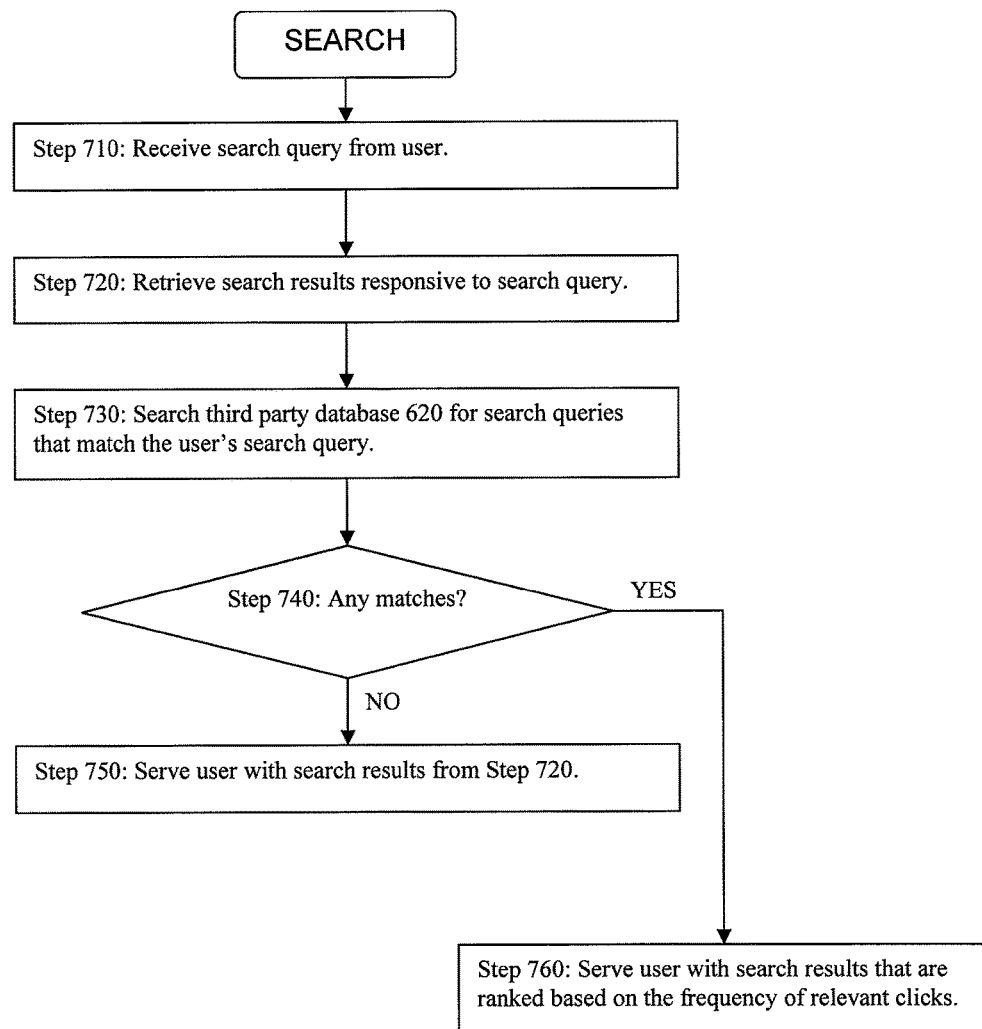 SEARCH
Step 710: Receive search query from user.
Step 720: Retrieve search results responsive to search query.
Step 730: Search third party database 620 for search queries
that match the user's search query.
Step 740: Any matches?
YES
NO
Step 750: Serve user with search results from Step 720.
Step 760: Serve user with search results that are
ranked based on the frequency of relevant clicks.